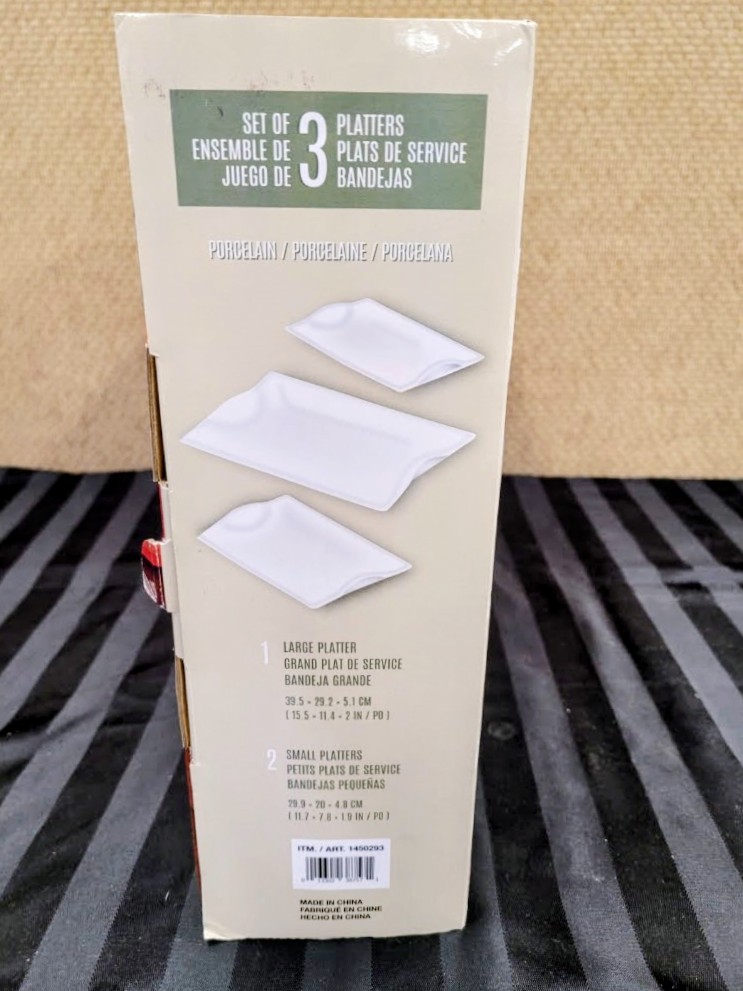 SET OF 3 PLATTERS
ENSEMBLE DE PLATS DE SERVICE
JUEGO DE BANDEJAS
PORCELAIN / PORCELAINE / PORCELANA
1 LARGE PLATTER
GRAND PLAT DE SERVICE
BANDEJA GRANDE
39.5 × 29.2 × 5.1 CM
[ 15.5 × 11.4 × 2 IN / PO ]
2 SMALL PLATTERS
PETITS PLATS DE SERVICE
BANDEJAS PEQUEÑAS
29.9 × 20 × 4.8 CM
[ 11.7 × 7.8 × 1.9 IN / PO ]
ITM. / ART. 1450293
MADE IN CHINA
FABRIQUÉ EN CHINE
HECHO EN CHINA